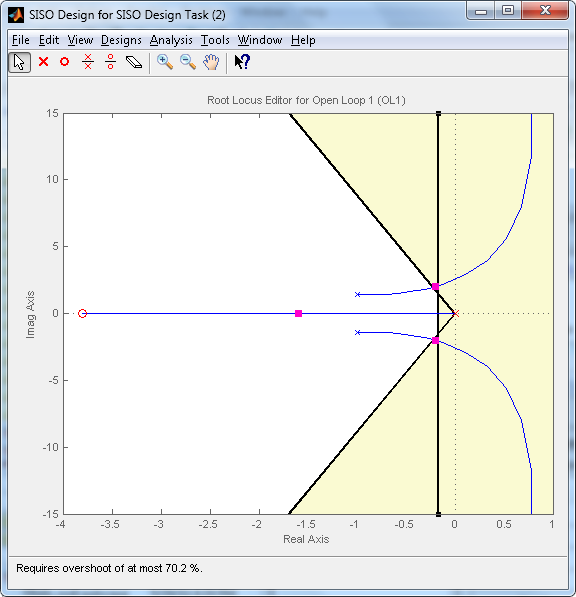 SISO Design for SISO Design Task (2)
File Edit View Designs Analysis Tools Window Help
Root Locus Editor for Open Loop 1 (OL1)
15
10
5
0
-5
-10
-15
Imag Axis
-4 -3.5 -3 -2.5 -2 -1.5 -1 -0.5 0 0.5 1
Real Axis
Requires overshoot of at most 70.2 %.